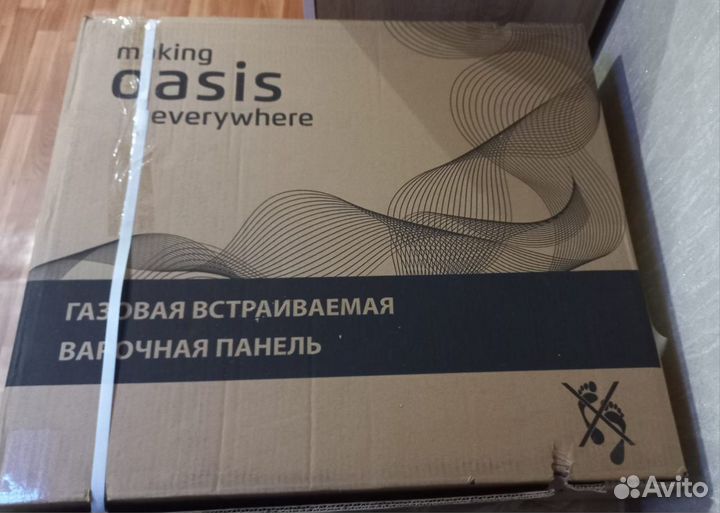 making
oasis
everywhere
ГАЗОВАЯ ВСТРАИВАЕМАЯ
ВАРОЧНАЯ ПАНЕЛЬ
Avito